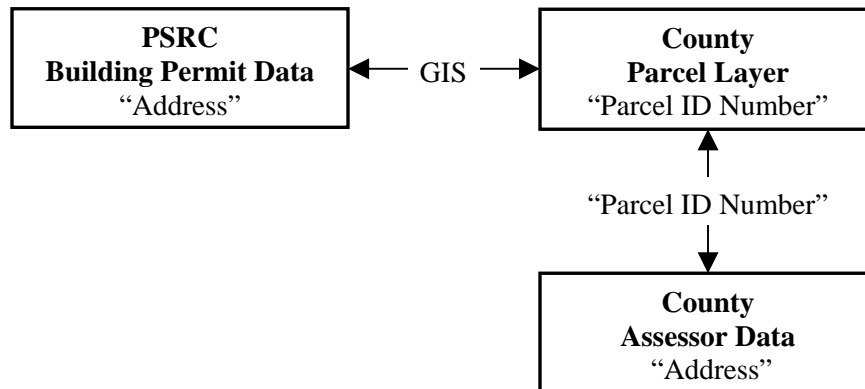 PSRC
Building Permit Data
“Address”
GIS
County
Parcel Layer
“Parcel ID Number”
“Parcel ID Number”
County
Assessor Data
“Address”